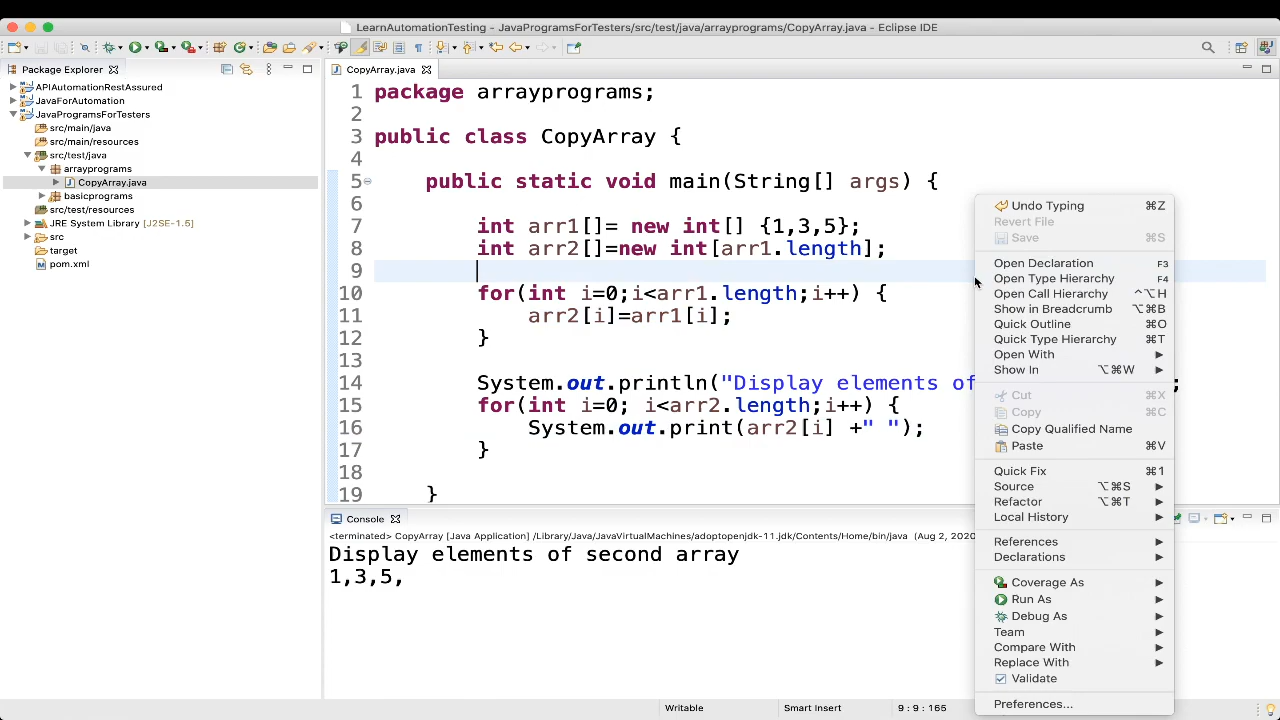 LearnAutomationTesting - JavaProgramsForTesters/src/test/java/arrayprograms/CopyArray.java - Eclipse IDE
Package Explorer
APIAutomationRestAssured
JavaForAutomation
JavaProgramsForTesters
src/main/java
src/main/resources
src/test/java
arrayprograms
CopyArray.java
basicprograms
src/test/resources
JRE System Library [J2SE-1.5]
src
target
pom.xml
CopyArray.java
1 package arrayprograms;
2
3 public class CopyArray {
4
5 public static void main(String[] args) {
6
7 int arr1[]= new int[] {1,3,5};
8 int arr2[]=new int[arr1.length];
9
10 for(int i=0;i<arr1.length;i++) {
11 arr2[i]=arr1[i];
12 }
13
14 System.out.println("Display elements of ;
15 for(int i=0; i<arr2.length;i++) {
16 System.out.print(arr2[i] +" ");
17 }
18
19 }
Undo Typing ⌘Z
Revert File
Save ⌘S
Open Declaration F3
Open Type Hierarchy F4
Open Call Hierarchy ^⌥H
Show in Breadcrumb ⌥⌘B
Quick Outline ⌘O
Quick Type Hierarchy ⌘T
Open With
Show In ⌥⌘W
Cut ⌘X
Copy ⌘C
Copy Qualified Name
Paste ⌘V
Quick Fix ⌘1
Source ⌥⌘S
Refactor ⌥⌘T
Local History
References
Declarations
Coverage As
Run As
Debug As
Team
Compare With
Replace With
Validate
Preferences...
Console
<terminated> CopyArray [Java Application] /Library/Java/JavaVirtualMachines/adoptopenjdk-11.jdk/Contents/Home/bin/java (Aug 2, 2020
Display elements of second array
1,3,5,
Writable
Smart Insert
9 : 9 : 165